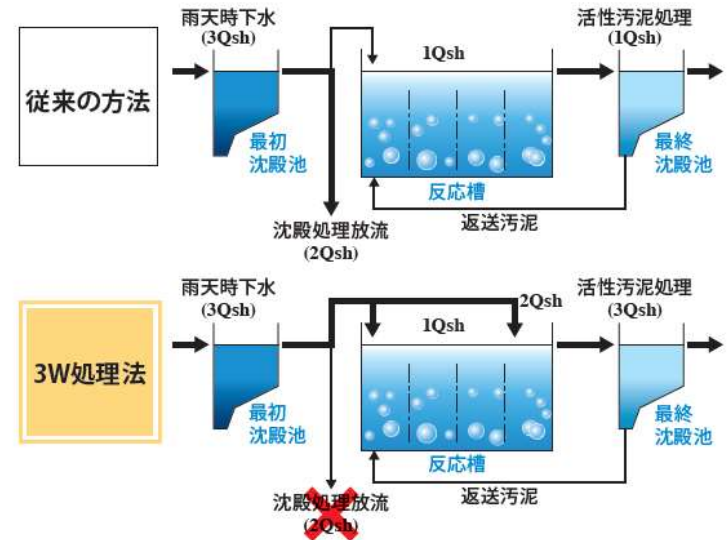 従来の方法
雨天時下水
(3Qsh)
1Qsh
活性汚泥処理
(1Qsh)
最初
沈殿池
反応槽
最終
沈殿池
返送汚泥
沈殿処理放流
(2Qsh)
3W処理法
雨天時下水
(3Qsh)
1Qsh
2Qsh
活性汚泥処理
(3Qsh)
最初
沈殿池
反応槽
最終
沈殿池
返送汚泥
沈殿処理放流
(2Qsh)